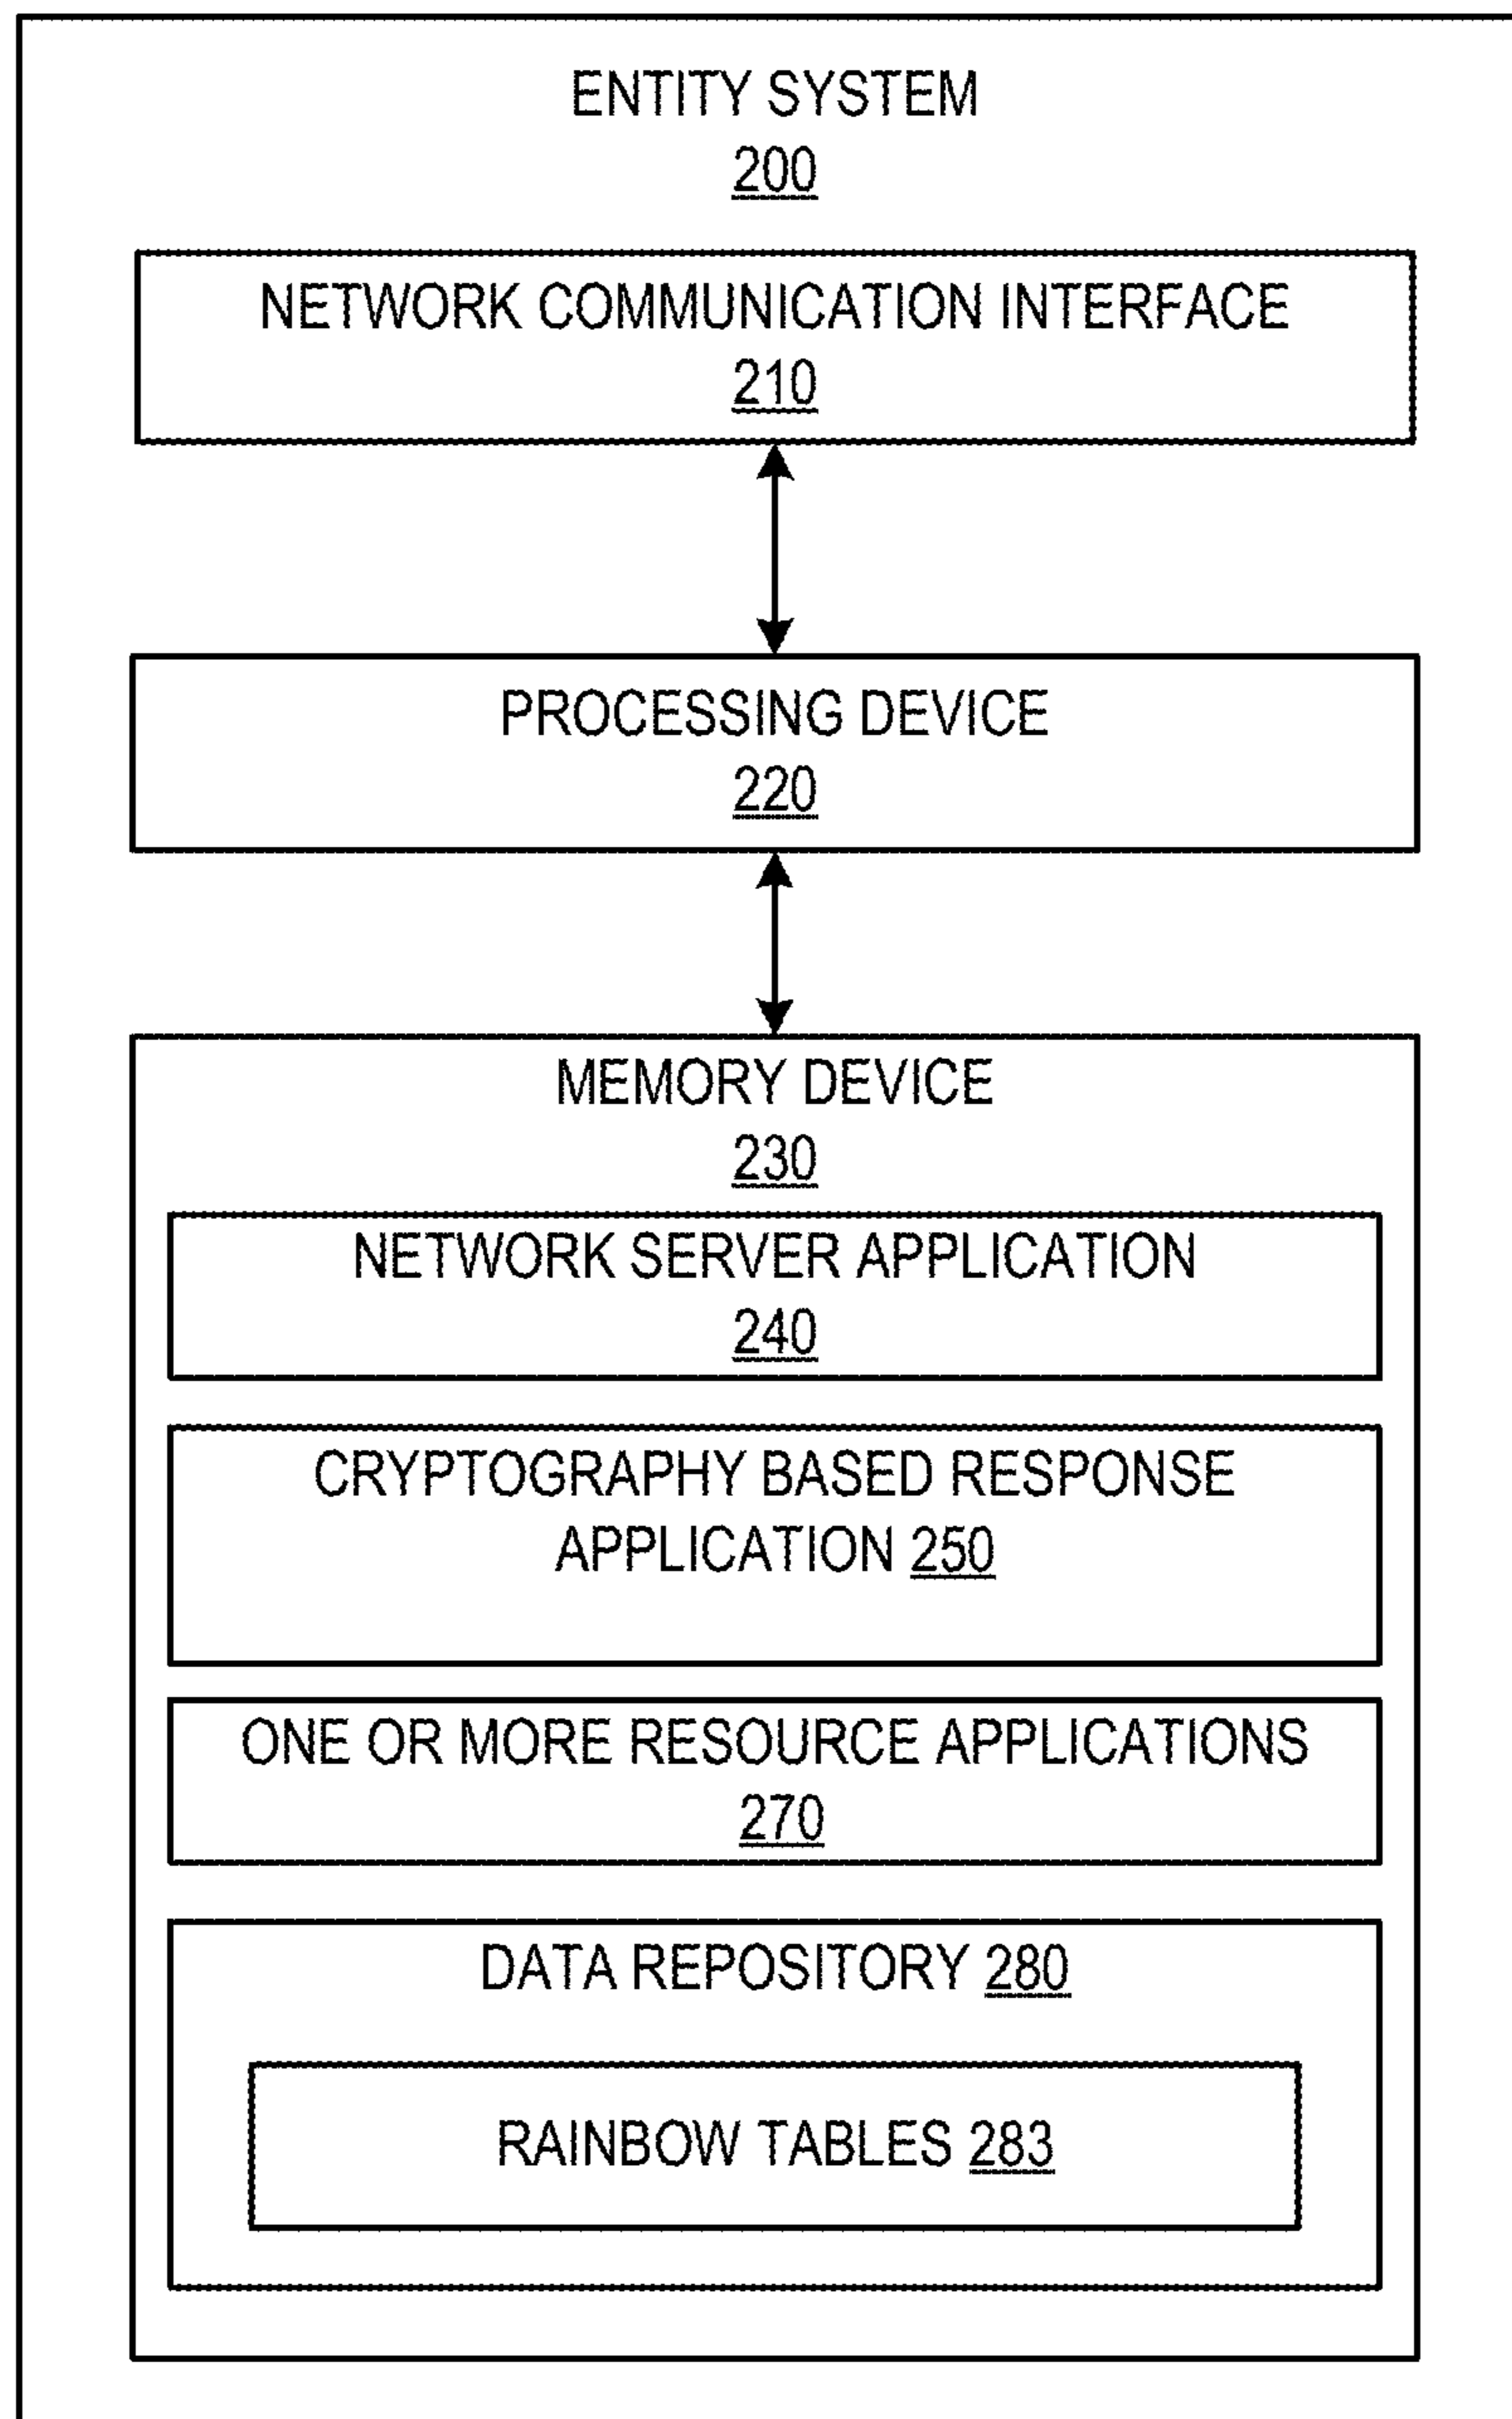 ENTITY SYSTEM
200
NETWORK COMMUNICATION INTERFACE
210
PROCESSING DEVICE
220
MEMORY DEVICE
230
NETWORK SERVER APPLICATION
240
CRYPTOGRAPHY BASED RESPONSE
APPLICATION 250
ONE OR MORE RESOURCE APPLICATIONS
270
DATA REPOSITORY 280
RAINBOW TABLES 283